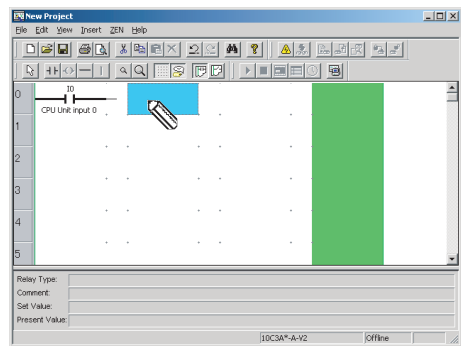 New Project
File Edit View Insert ZEN Help
0
I0
CPU Unit input 0
1
2
3
4
5
Relay Type:
Comment:
Set Value:
Present Value:
10C3A*-A-V2 Offline